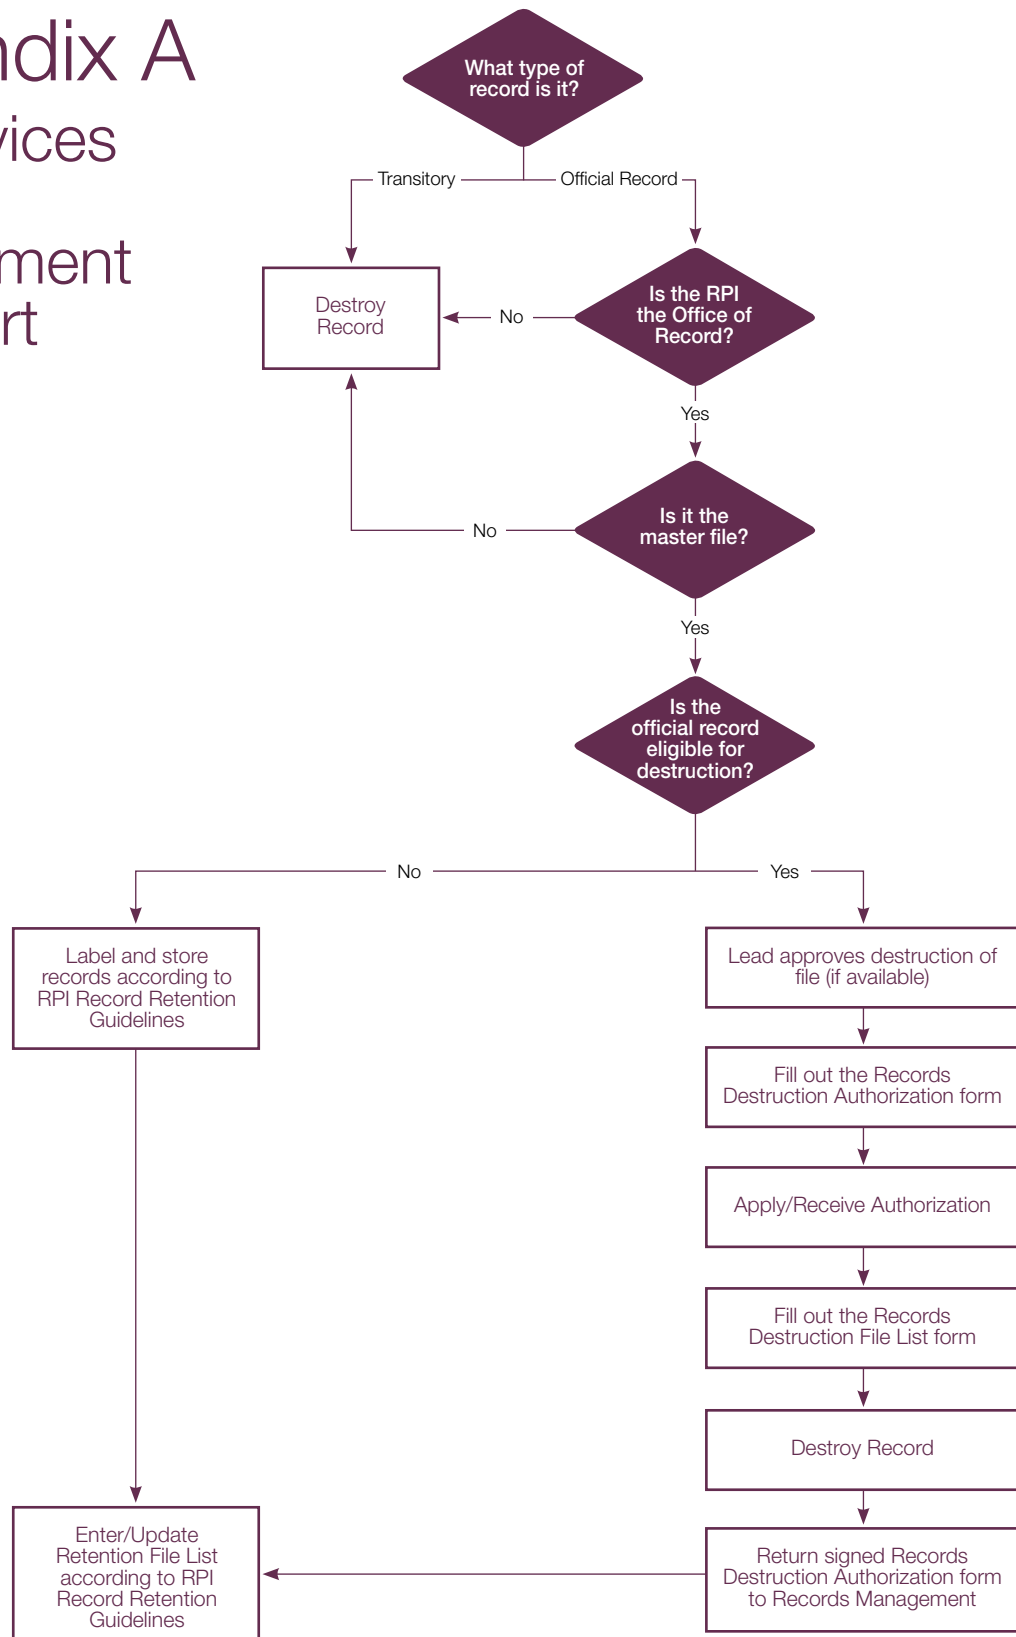 ndix A
vices
ment
rt
What type of
record is it?
Transitory
Official Record
Destroy
Record
No
Is the RPI
the Office of
Record?
Yes
No
Is it the
master file?
Yes
Is the
official record
eligible for
destruction?
No
Yes
Label and store
records according to
RPI Record Retention
Guidelines
Lead approves destruction of
file (if available)
Fill out the Records
Destruction Authorization form
Apply/Receive Authorization
Fill out the Records
Destruction File List form
Destroy Record
Enter/Update
Retention File List
according to RPI
Record Retention
Guidelines
Return signed Records
Destruction Authorization form
to Records Management